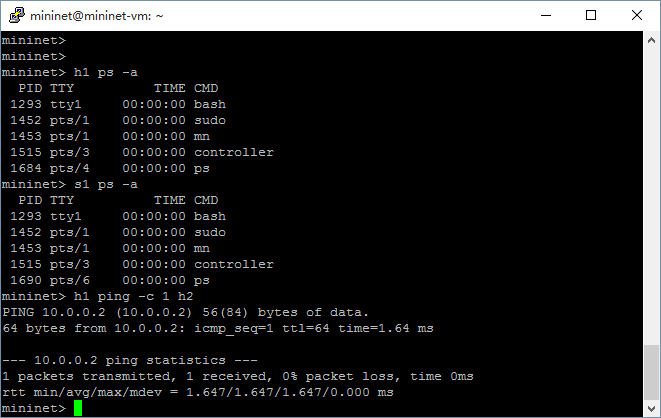 mininet@mininet-vm: ~
mininet>
mininet>
mininet> h1 ps -a
  PID TTY          TIME CMD
 1293 tty1     00:00:00 bash
 1452 pts/1    00:00:00 sudo
 1453 pts/1    00:00:00 mn
 1515 pts/3    00:00:00 controller
 1684 pts/4    00:00:00 ps
mininet> s1 ps -a
  PID TTY          TIME CMD
 1293 tty1     00:00:00 bash
 1452 pts/1    00:00:00 sudo
 1453 pts/1    00:00:00 mn
 1515 pts/3    00:00:00 controller
 1690 pts/6    00:00:00 ps
mininet> h1 ping -c 1 h2
PING 10.0.0.2 (10.0.0.2) 56(84) bytes of data.
64 bytes from 10.0.0.2: icmp_seq=1 ttl=64 time=1.64 ms

--- 10.0.0.2 ping statistics ---
1 packets transmitted, 1 received, 0% packet loss, time 0ms
rtt min/avg/max/mdev = 1.647/1.647/1.647/0.000 ms
mininet>